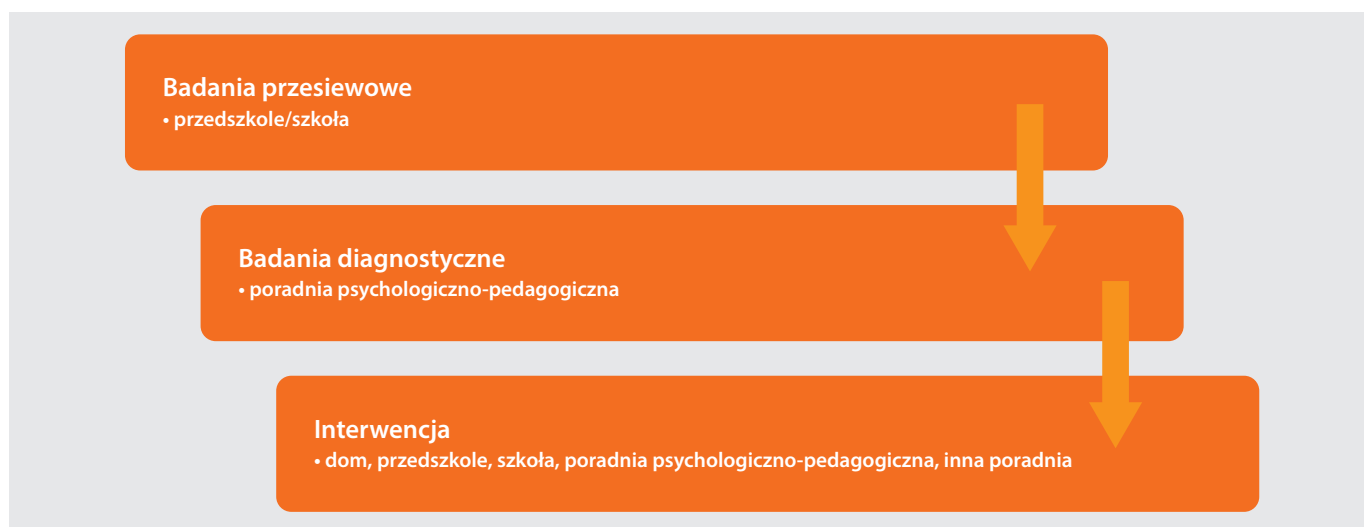 Badania przesiewowe
• przedszkole/szkoła
Badania diagnostyczne
• poradnia psychologiczno-pedagogiczna
Interwencja
• dom, przedszkole, szkoła, poradnia psychologiczno-pedagogiczna, inna poradnia